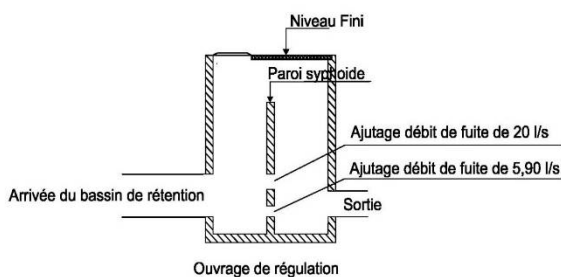 Niveau Fini
Paroi syphoide
Ajutage débit de fuite de 20 l/s
Ajutage débit de fuite de 5,90 l/s
Arrivée du bassin de rétention
Sortie
Ouvrage de régulation